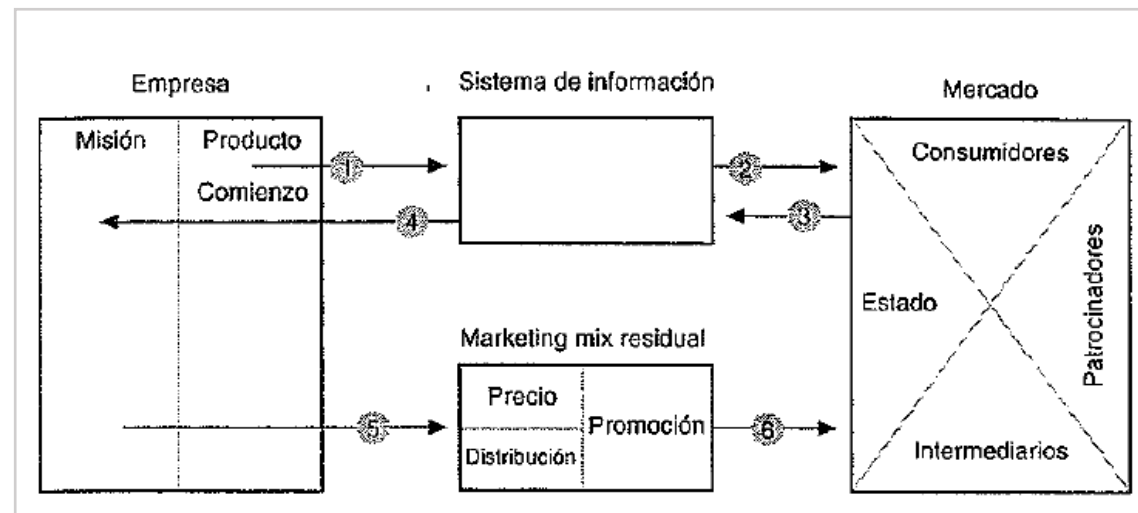 Empresa
Sistema de información
Mercado
Misión
Producto
Comienzo
1
2
3
4
Consumidores
Estado
Patrocinadores
Intermediarios
Marketing mix residual
Precio
Distribución
Promoción
5
6